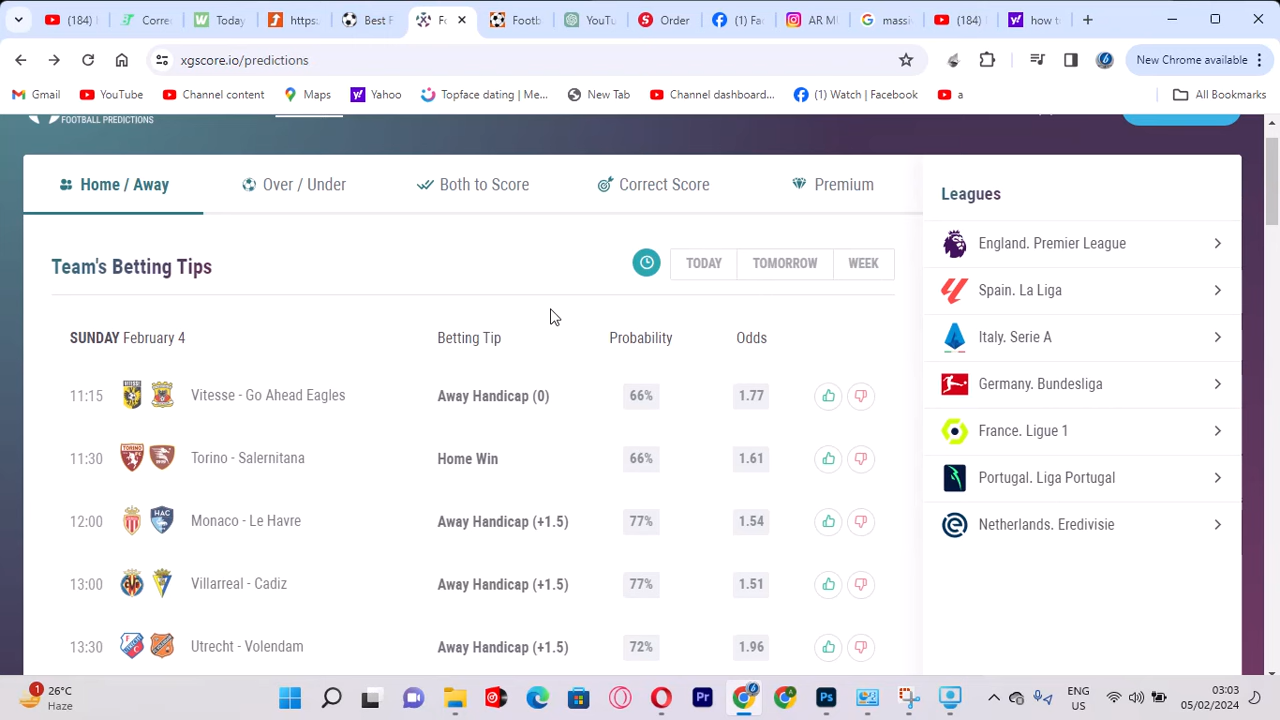 (184)
Corre
Today
https:
Best F
Fo
Footb
YouTu
Order
(1) Fa
AR M
massi
(184)
how to
xgscore.io/predictions
New Chrome available
Gmail
YouTube
Channel content
Maps
Yahoo
Topface dating | Me...
New Tab
Channel dashboard...
(1) Watch | Facebook
a
All Bookmarks
FOOTBALL PREDICTIONS
Home / Away
Over / Under
Both to Score
Correct Score
Premium
Leagues
England. Premier League
Spain. La Liga
Italy. Serie A
Germany. Bundesliga
France. Ligue 1
Portugal. Liga Portugal
Netherlands. Eredivisie
Team's Betting Tips
TODAY
TOMORROW
WEEK
SUNDAY February 4 Betting Tip Probability Odds
11:15 Vitesse - Go Ahead Eagles Away Handicap (0) 66% 1.77
11:30 Torino - Salernitana Home Win 66% 1.61
12:00 Monaco - Le Havre Away Handicap (+1.5) 77% 1.54
13:00 Villarreal - Cadiz Away Handicap (+1.5) 77% 1.51
13:30 Utrecht - Volendam Away Handicap (+1.5) 72% 1.96
1
26°C
Haze
6
ENG
US
03:03
05/02/2024